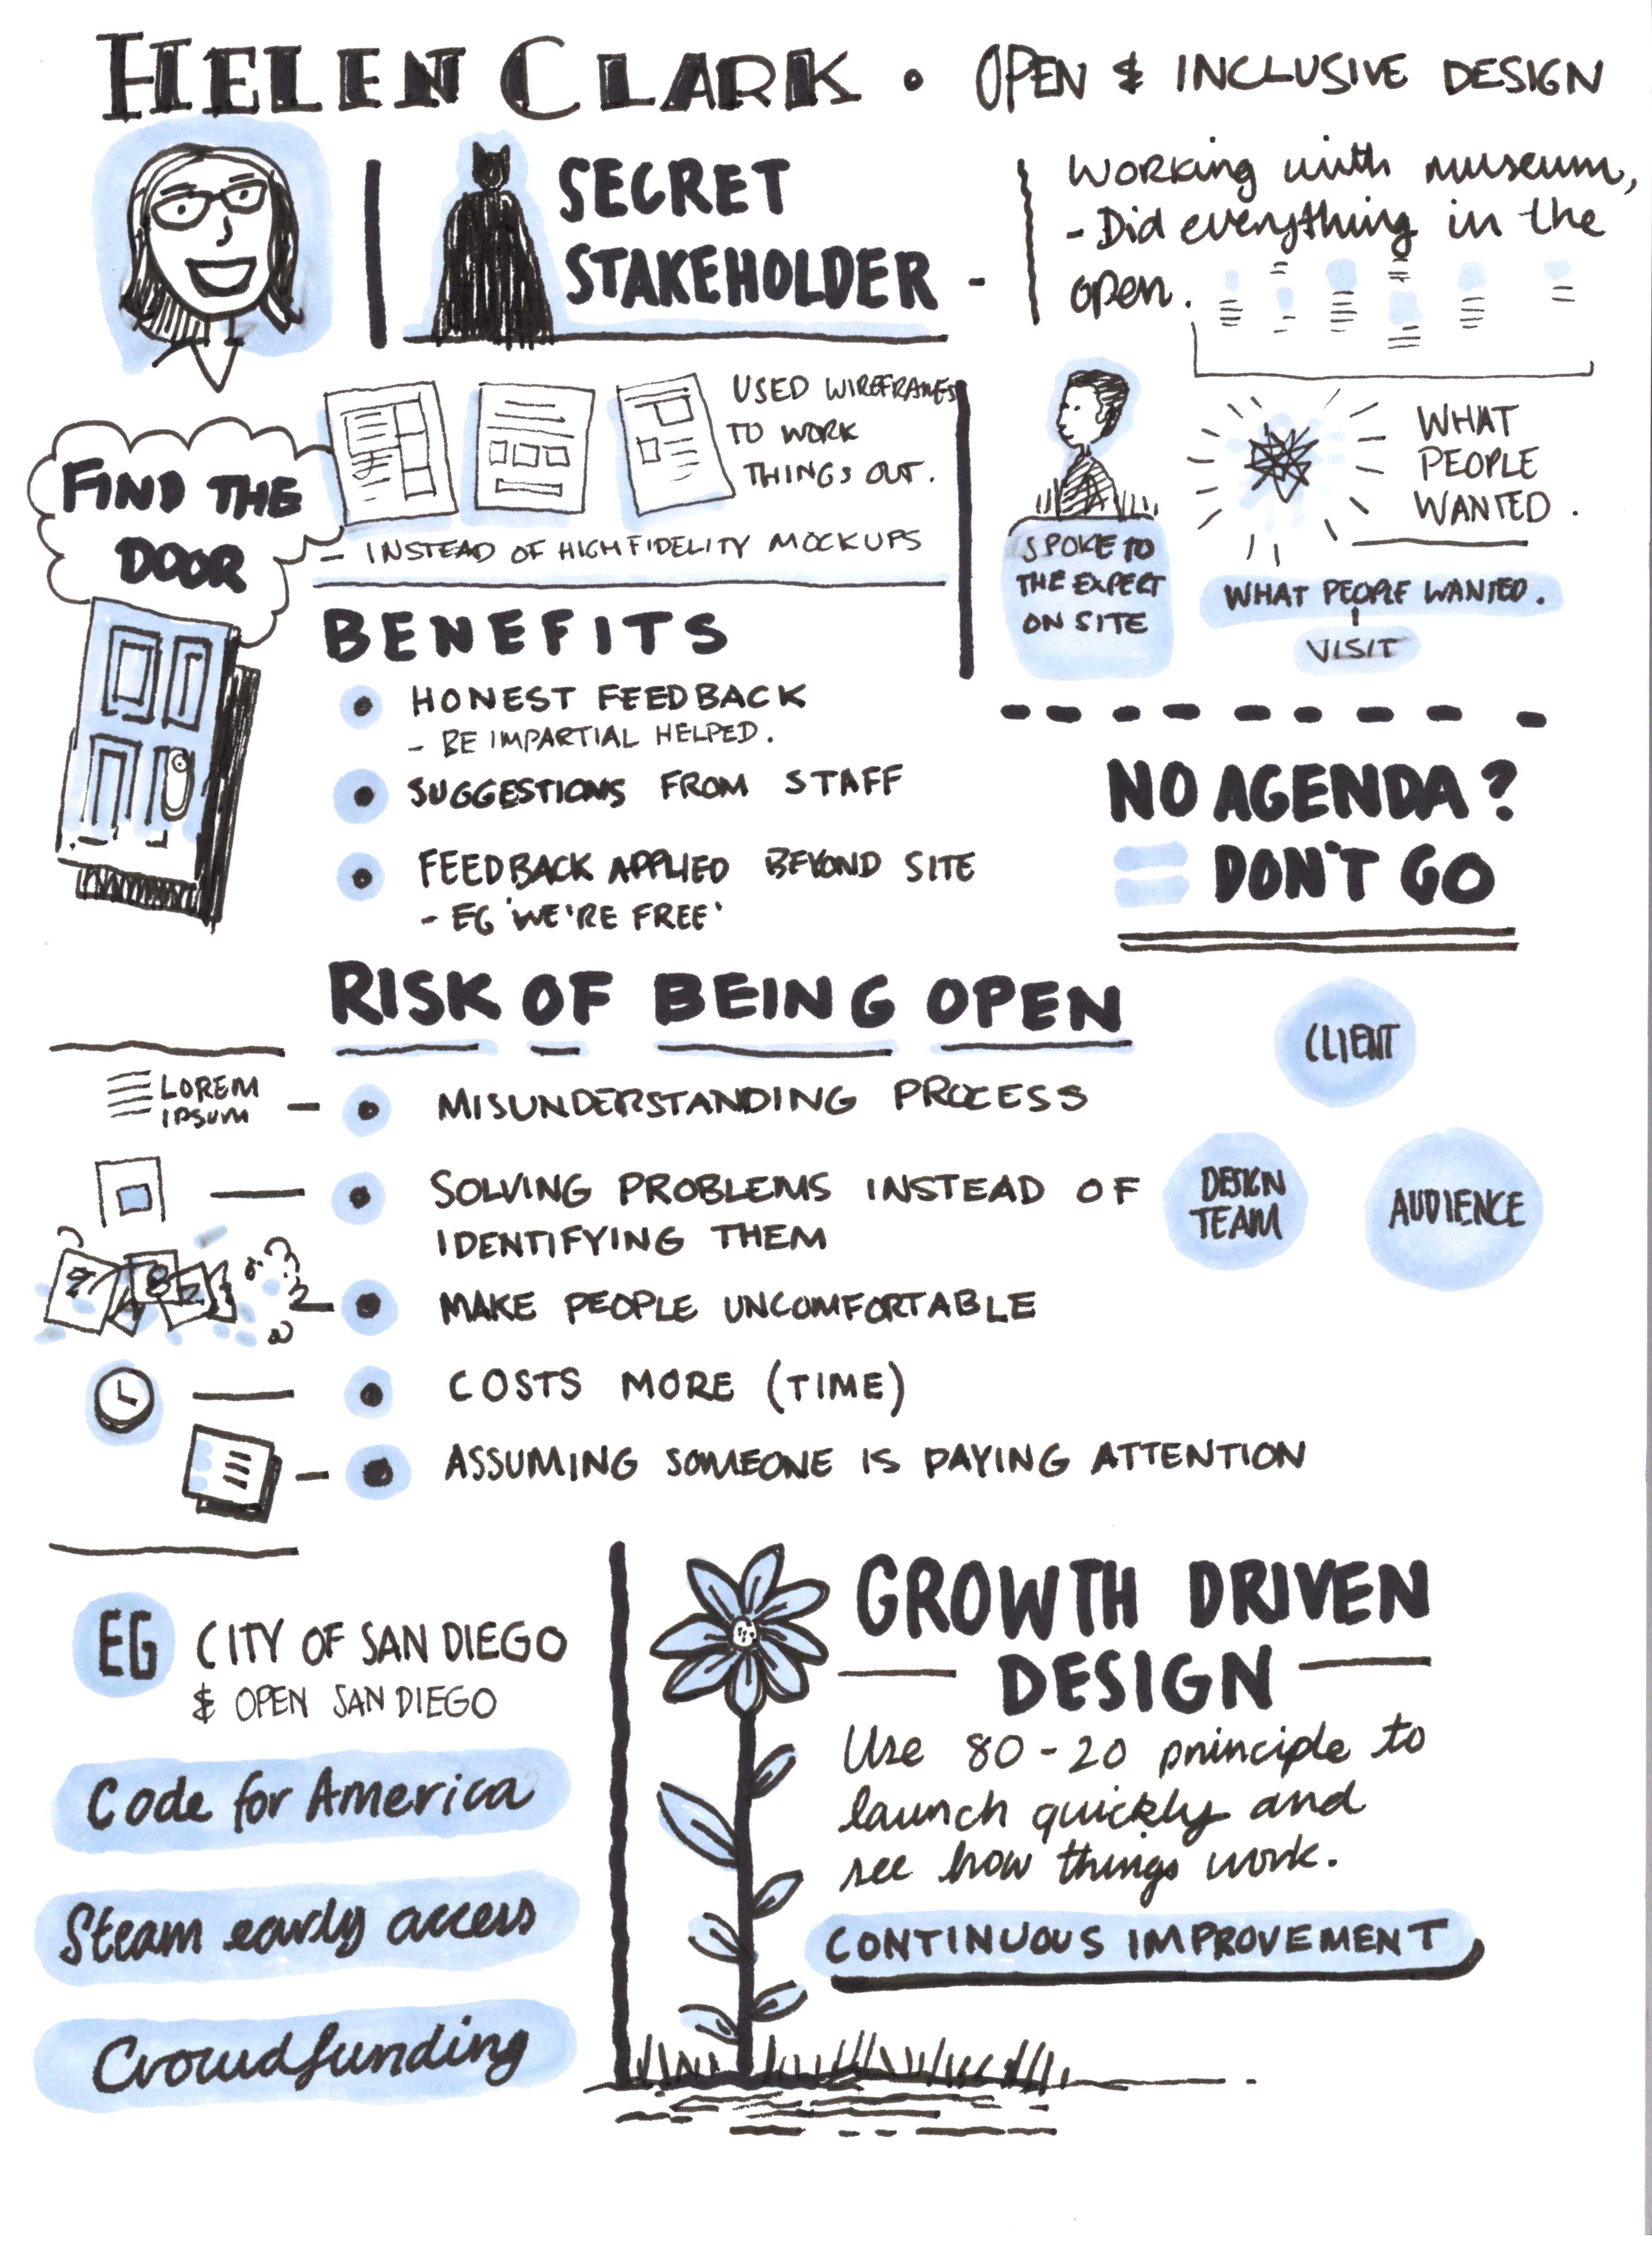 HELEN CLARK • OPEN & INCLUSIVE DESIGN
SECRET
STAKEHOLDER -
Working with museum,
- Did everything in the
open.
FIND THE
DOOR
USED WIREFRAMES
TO WORK
THINGS OUT.
- INSTEAD OF HIGH FIDELITY MOCKUPS
SPOKE TO
THE EXPERT
ON SITE
WHAT
PEOPLE
WANTED.
WHAT PEOPLE WANTED.
VISIT
BENEFITS
• HONEST FEEDBACK
- BE IMPARTIAL HELPED.
• SUGGESTIONS FROM STAFF
• FEEDBACK APPLIED BEYOND SITE
- EG 'WE'RE FREE'
NO AGENDA?
= DON'T GO
RISK OF BEING OPEN
LOREM
IPSUM
• MISUNDERSTANDING PROCESS
• SOLVING PROBLEMS INSTEAD OF
IDENTIFYING THEM
• MAKE PEOPLE UNCOMFORTABLE
• COSTS MORE (TIME)
• ASSUMING SOMEONE IS PAYING ATTENTION
CLIENT
DESIGN
TEAM
AUDIENCE
EG CITY OF SAN DIEGO
& OPEN SAN DIEGO
Code for America
Steam early access
Crowdfunding
GROWTH DRIVEN
DESIGN
Use 80-20 principle to
launch quickly and
see how things work.
CONTINUOUS IMPROVEMENT